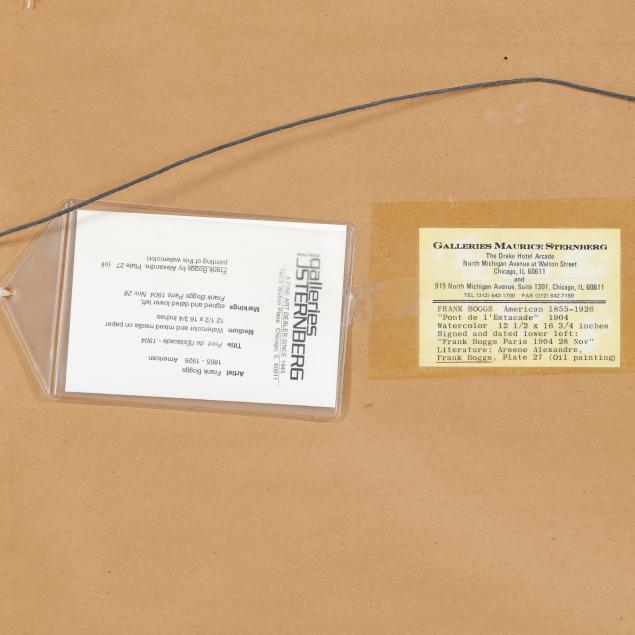 galleries
STERNBERG
A FINE ART DEALER SINCE 1945
140 E Walton Place Chicago, IL 60611
Artist Frank Boggs
1855 - 1926 American
Title Pont de l'Estacade - 1904
Medium Watercolor and mixed media on paper
12 1/2 x 16 3/4 inches
Markings signed and dated lower left,
Frank Boggs Paris 1904 Nov 28
Frank Boggs by Alexandre, Plate 27 (oil
painting of this watercolor)
GALLERIES MAURICE STERNBERG
The Drake Hotel Arcade
North Michigan Avenue at Walton Street
Chicago, IL 60611
and
919 North Michigan Avenue, Suite 1301, Chicago, IL 60611
TEL (312) 642-1700 FAX (312) 642-7159
FRANK BOGGS American 1855-1926
"Pont de l'Estacade" 1904
Watercolor 12 1/2 x 16 3/4 inches
Signed and dated lower left:
"Frank Boggs Paris 1904 28 Nov"
Literature: Arsene Alexandre,
Frank Boggs, Plate 27 (Oil painting)